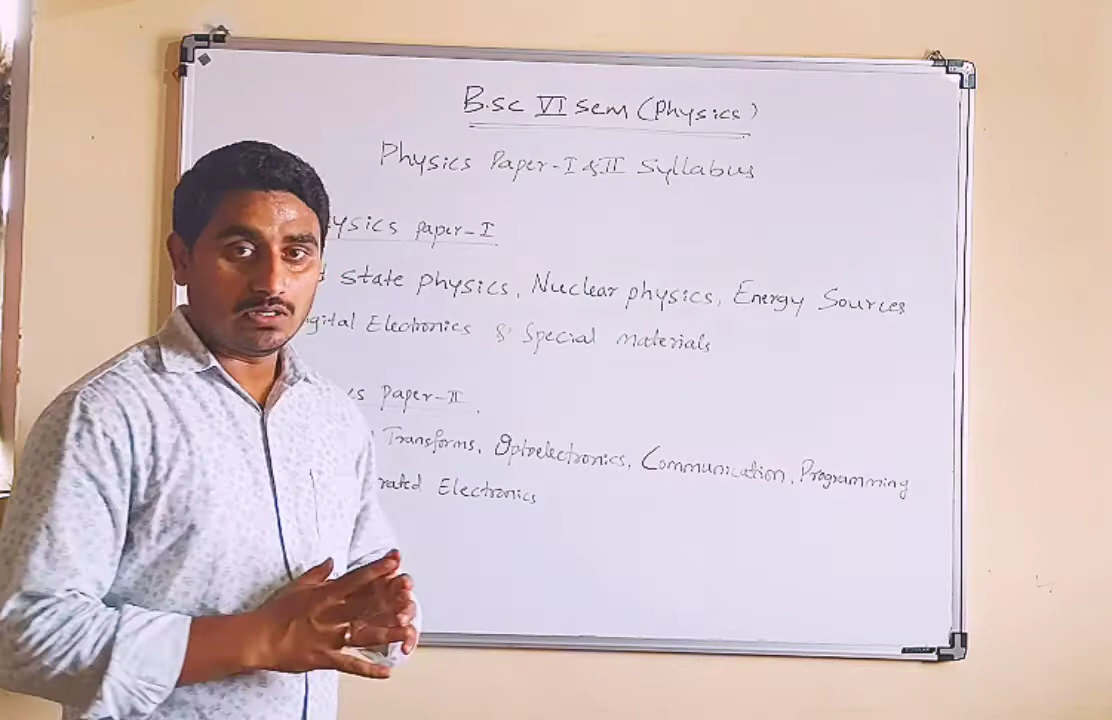 B.sc VI sem (Physics)
Physics Paper-I & II Syllabus
ysics paper-I
state physics, Nuclear physics, Energy Sources
gital Electronics & Special materials
cs Paper-II
Transforms, Optoelectronics, Communication, Programming
rated Electronics